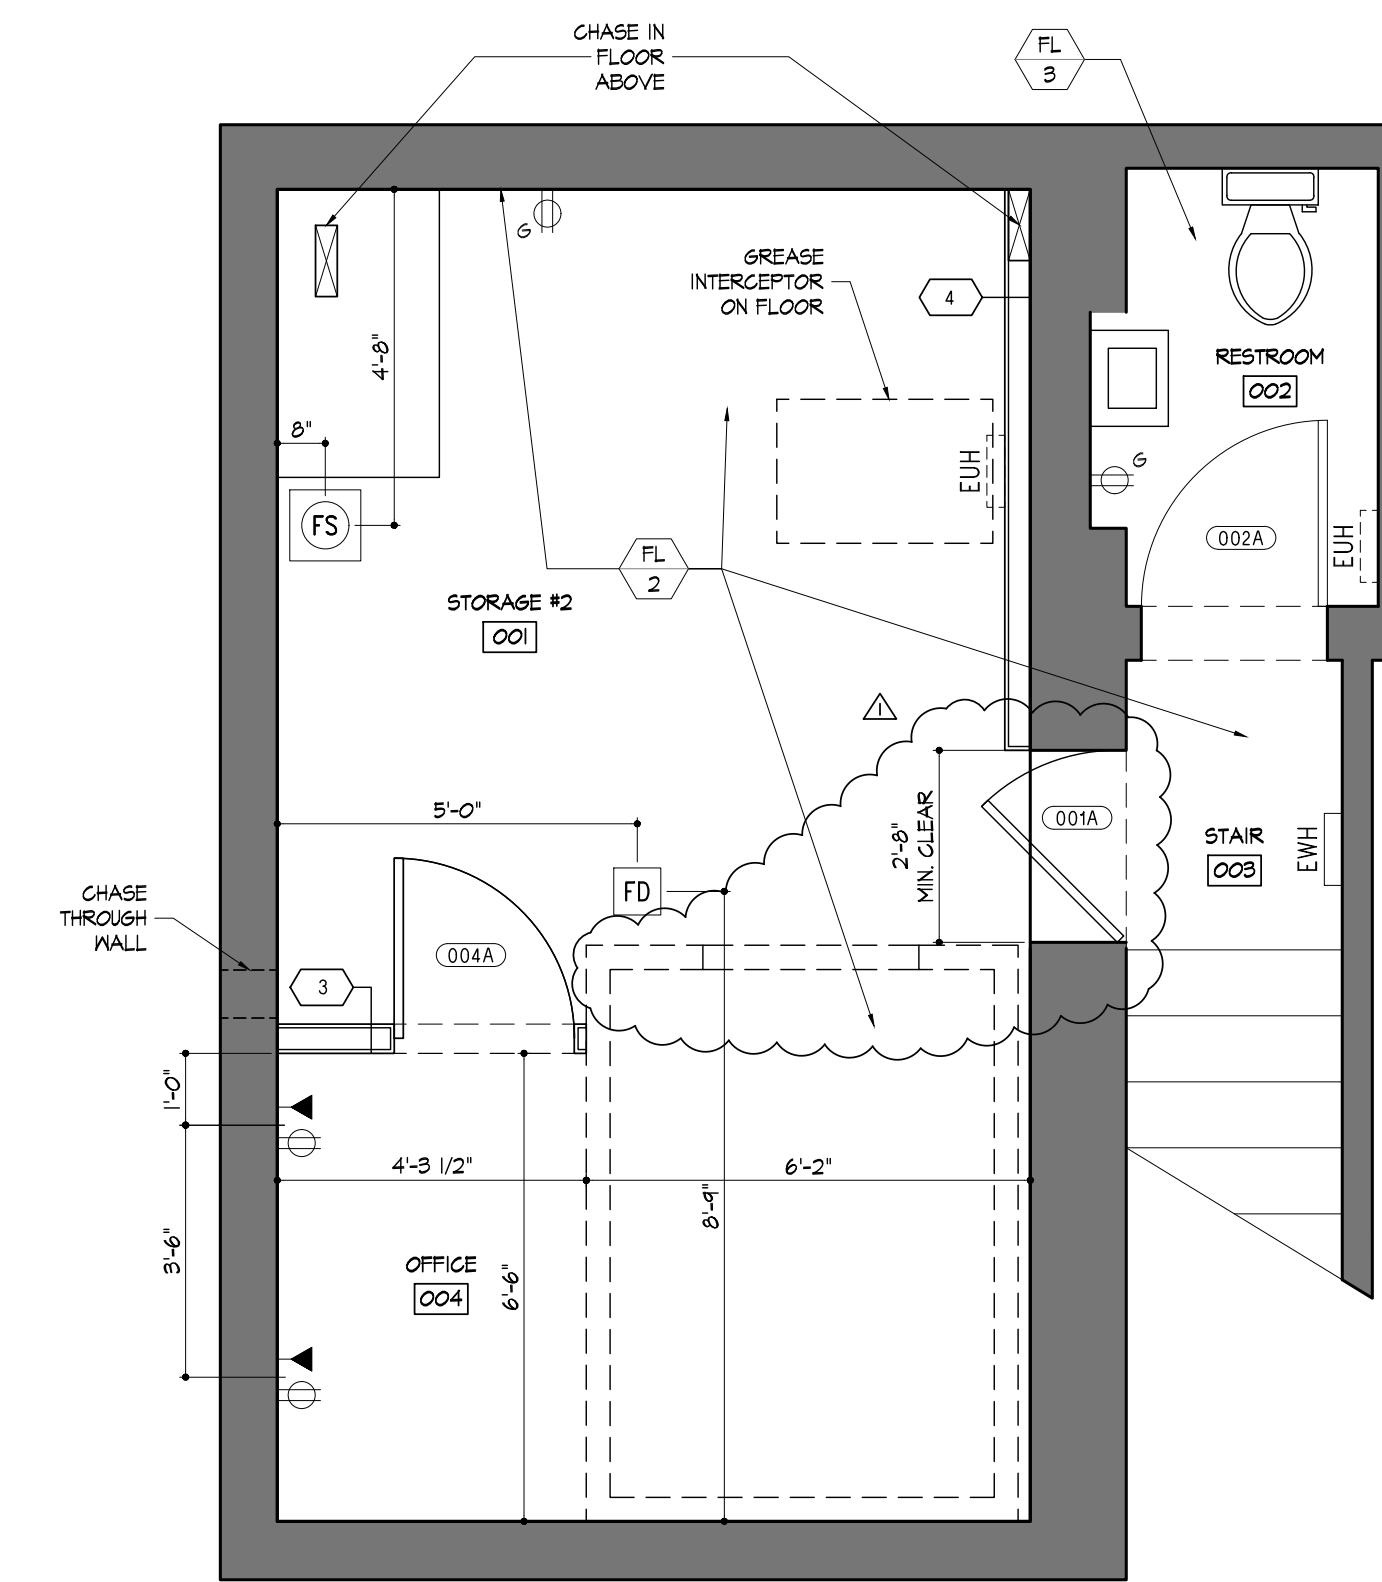 CHASE IN
FLOOR
ABOVE
FL
3
G
GREASE
INTERCEPTOR
ON FLOOR
4
4'-8"
RESTROOM
002
8"
EUH
G
FS
FL
2
002A
EUH
STORAGE #2
001
1
5'-0"
2'-8"
MIN. CLEAR
001A
STAIR
003
EWH
CHASE
THROUGH
WALL
FD
004A
3
1'-0"
4'-3 1/2"
6'-2"
8'-9"
3'-6"
OFFICE
004
6'-6"